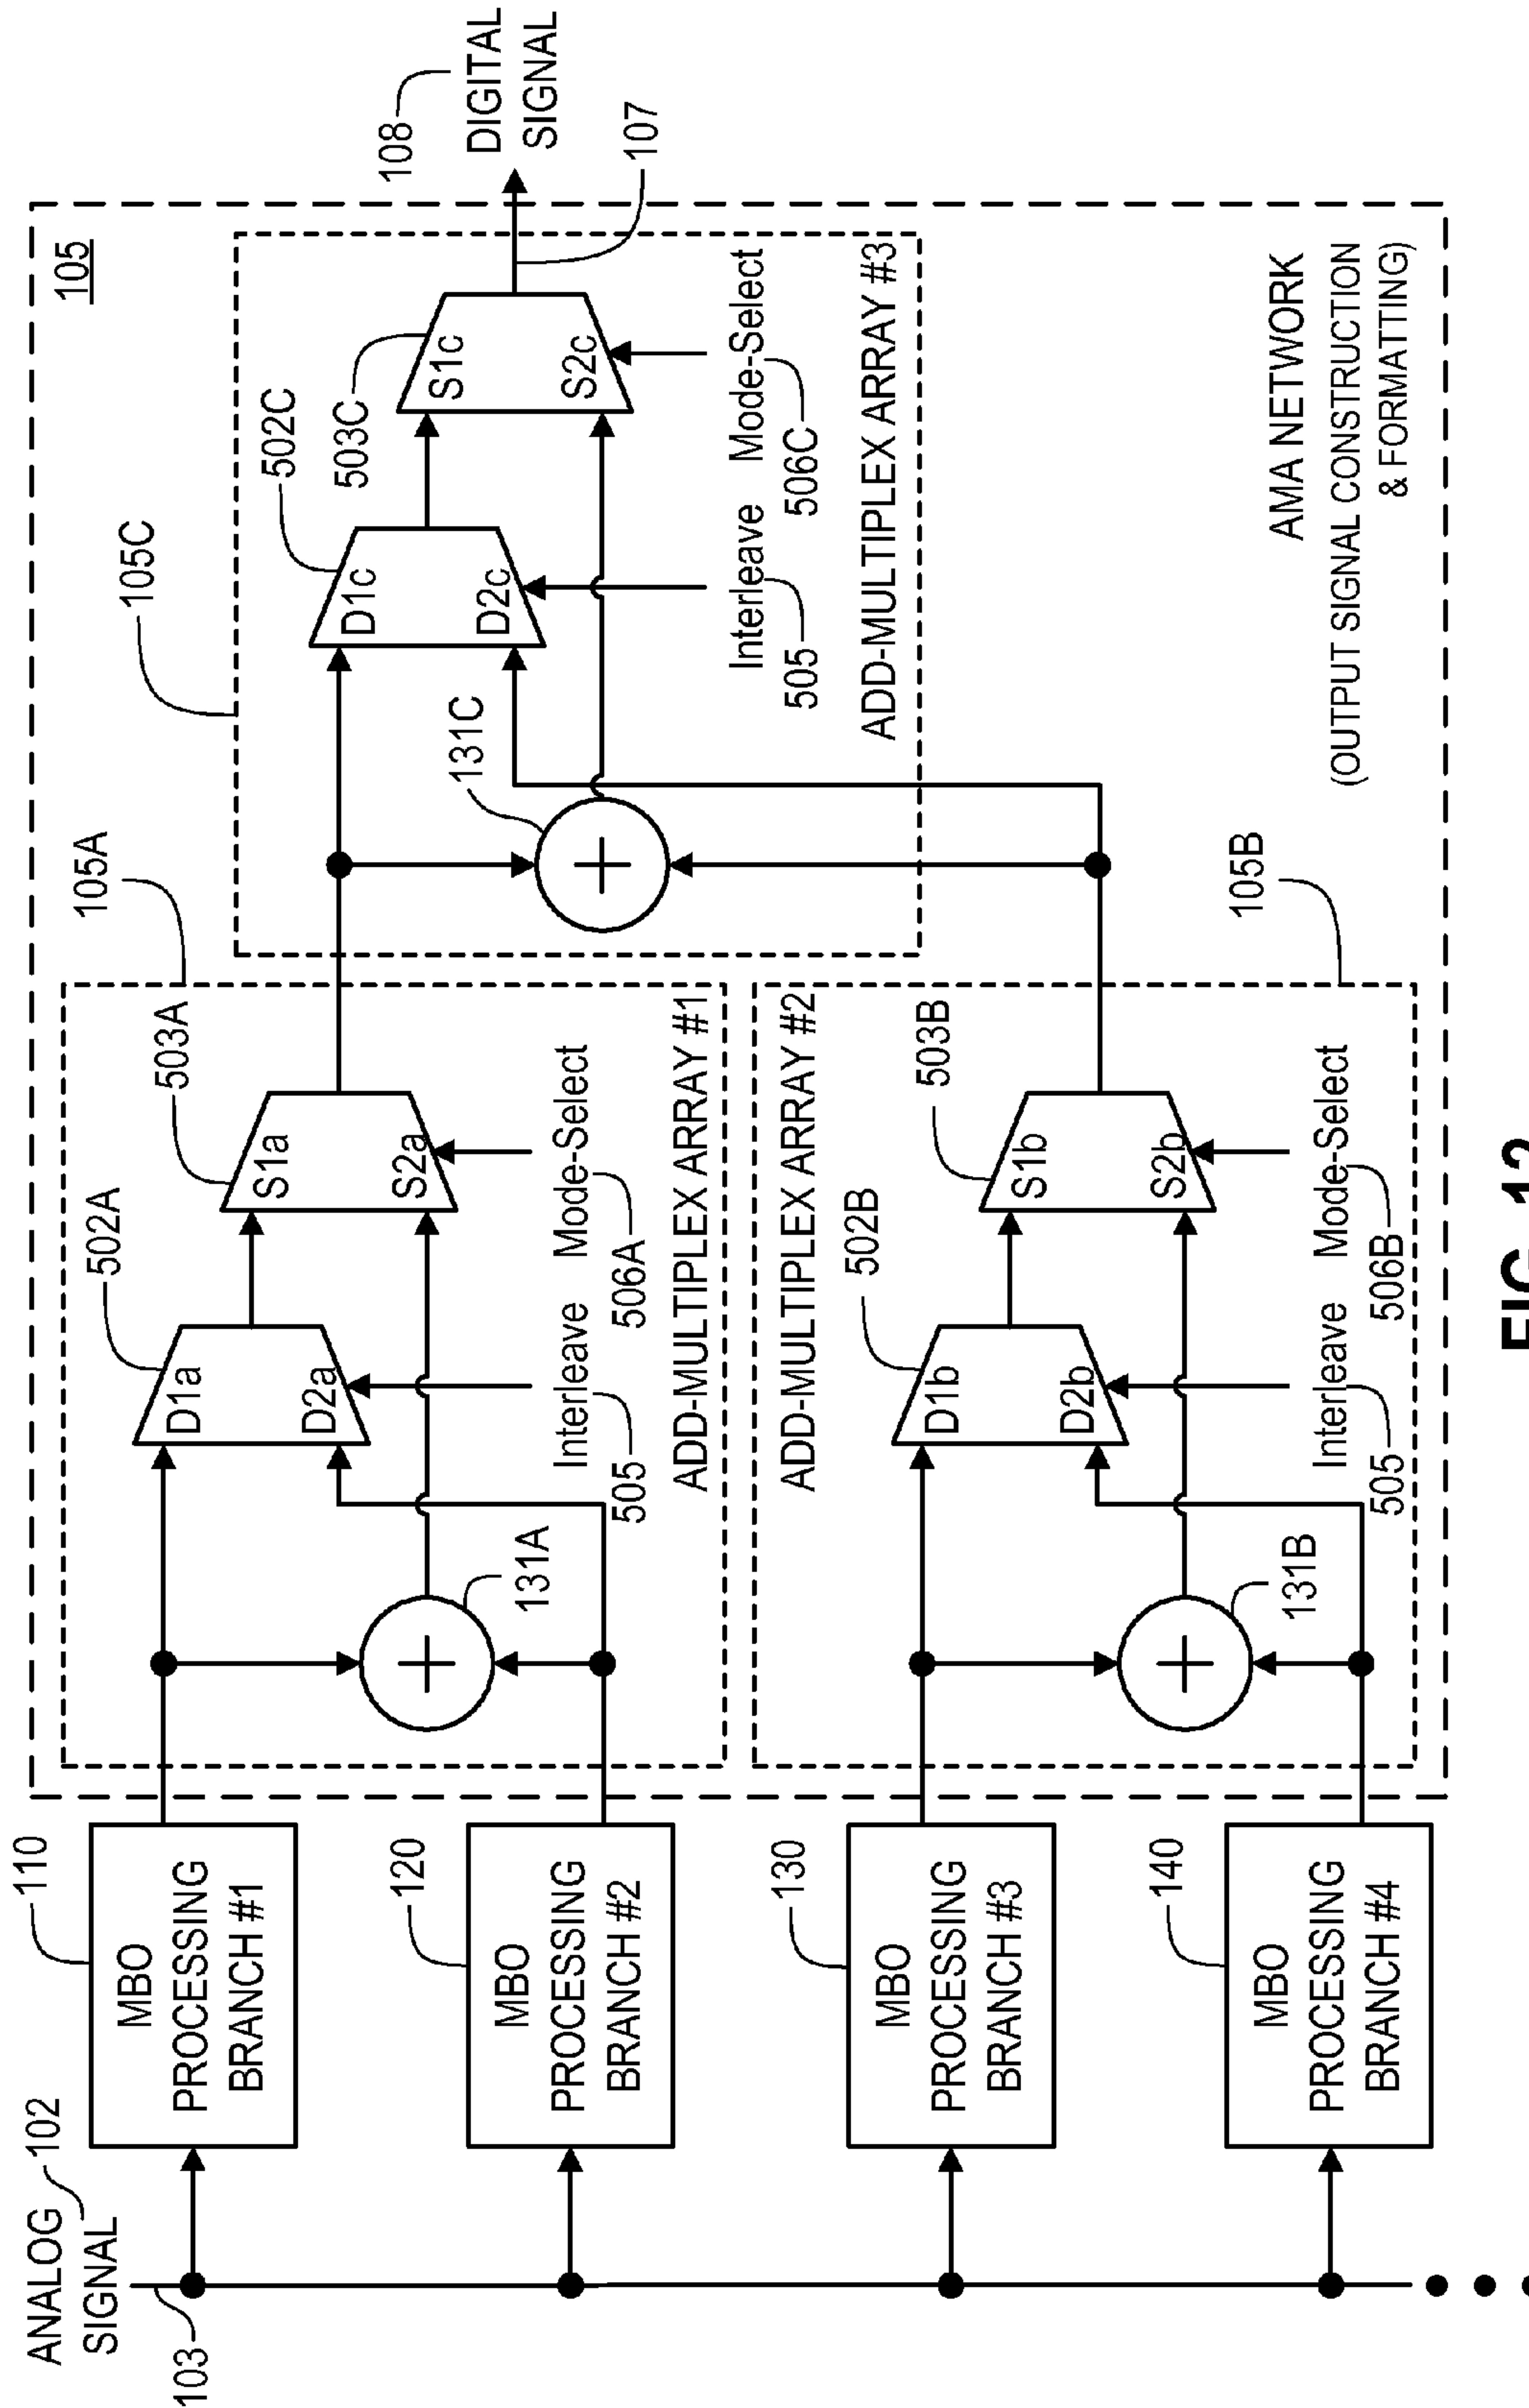 ANALOG
SIGNAL
102
103
110
MBO
PROCESSING
BRANCH #1
120
MBO
PROCESSING
BRANCH #2
130
MBO
PROCESSING
BRANCH #3
140
MBO
PROCESSING
BRANCH #4
105
105A
502A
503A
D1a
D2a
S1a
S2a
131A
Interleave
505
Mode-Select
506A
ADD-MULTIPLEX ARRAY #1
ADD-MULTIPLEX ARRAY #2
105B
502B
503B
D1b
D2b
S1b
S2b
131B
Interleave
505
Mode-Select
506B
105C
502C
503C
D1c
D2c
S1c
S2c
131C
Interleave
505
Mode-Select
506C
ADD-MULTIPLEX ARRAY #3
108
DIGITAL
SIGNAL
107
AMA NETWORK
(OUTPUT SIGNAL CONSTRUCTION
& FORMATTING)
FIG. 12